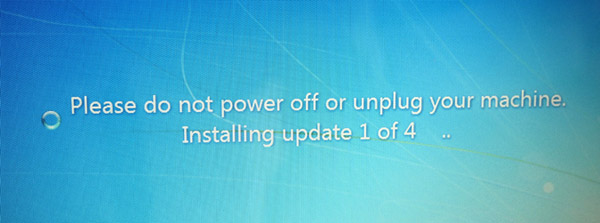 Please do not power off or unplug your machine.
Installing update 1 of 4 ..